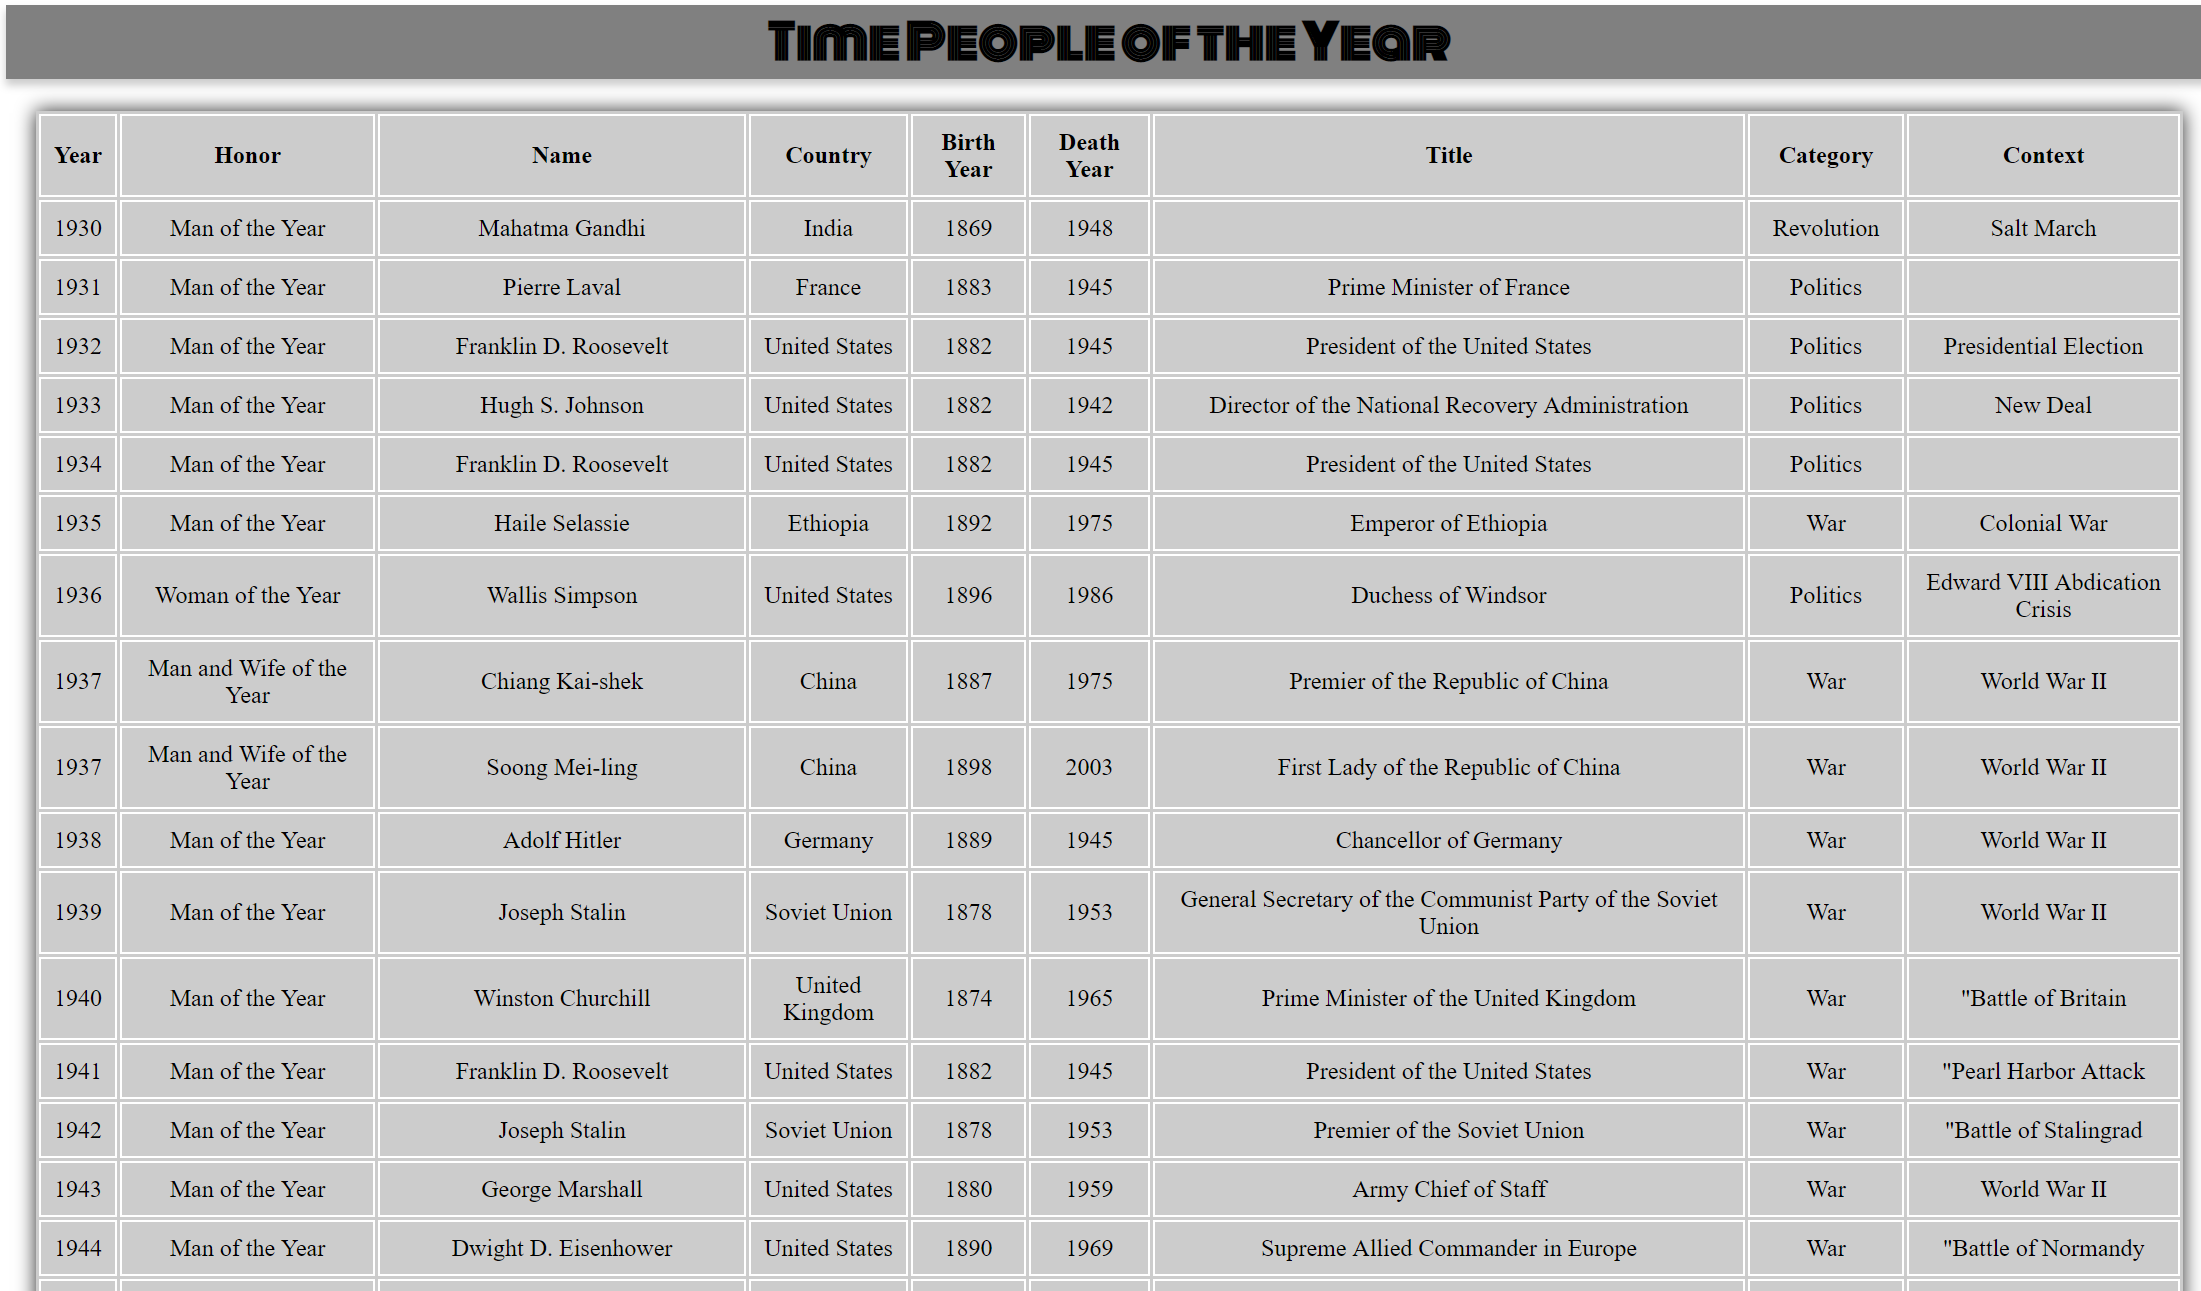 Time People of the Year
Year Honor Name Country Birth Year Death Year Title Category Context
1930 Man of the Year Mahatma Gandhi India 1869 1948 Revolution Salt March
1931 Man of the Year Pierre Laval France 1883 1945 Prime Minister of France Politics
1932 Man of the Year Franklin D. Roosevelt United States 1882 1945 President of the United States Politics Presidential Election
1933 Man of the Year Hugh S. Johnson United States 1882 1942 Director of the National Recovery Administration Politics New Deal
1934 Man of the Year Franklin D. Roosevelt United States 1882 1945 President of the United States Politics
1935 Man of the Year Haile Selassie Ethiopia 1892 1975 Emperor of Ethiopia War Colonial War
1936 Woman of the Year Wallis Simpson United States 1896 1986 Duchess of Windsor Politics Edward VIII Abdication Crisis
1937 Man and Wife of the Year Chiang Kai-shek China 1887 1975 Premier of the Republic of China War World War II
1937 Man and Wife of the Year Soong Mei-ling China 1898 2003 First Lady of the Republic of China War World War II
1938 Man of the Year Adolf Hitler Germany 1889 1945 Chancellor of Germany War World War II
1939 Man of the Year Joseph Stalin Soviet Union 1878 1953 General Secretary of the Communist Party of the Soviet Union War World War II
1940 Man of the Year Winston Churchill United Kingdom 1874 1965 Prime Minister of the United Kingdom War "Battle of Britain
1941 Man of the Year Franklin D. Roosevelt United States 1882 1945 President of the United States War "Pearl Harbor Attack
1942 Man of the Year Joseph Stalin Soviet Union 1878 1953 Premier of the Soviet Union War "Battle of Stalingrad
1943 Man of the Year George Marshall United States 1880 1959 Army Chief of Staff War World War II
1944 Man of the Year Dwight D. Eisenhower United States 1890 1969 Supreme Allied Commander in Europe War "Battle of Normandy